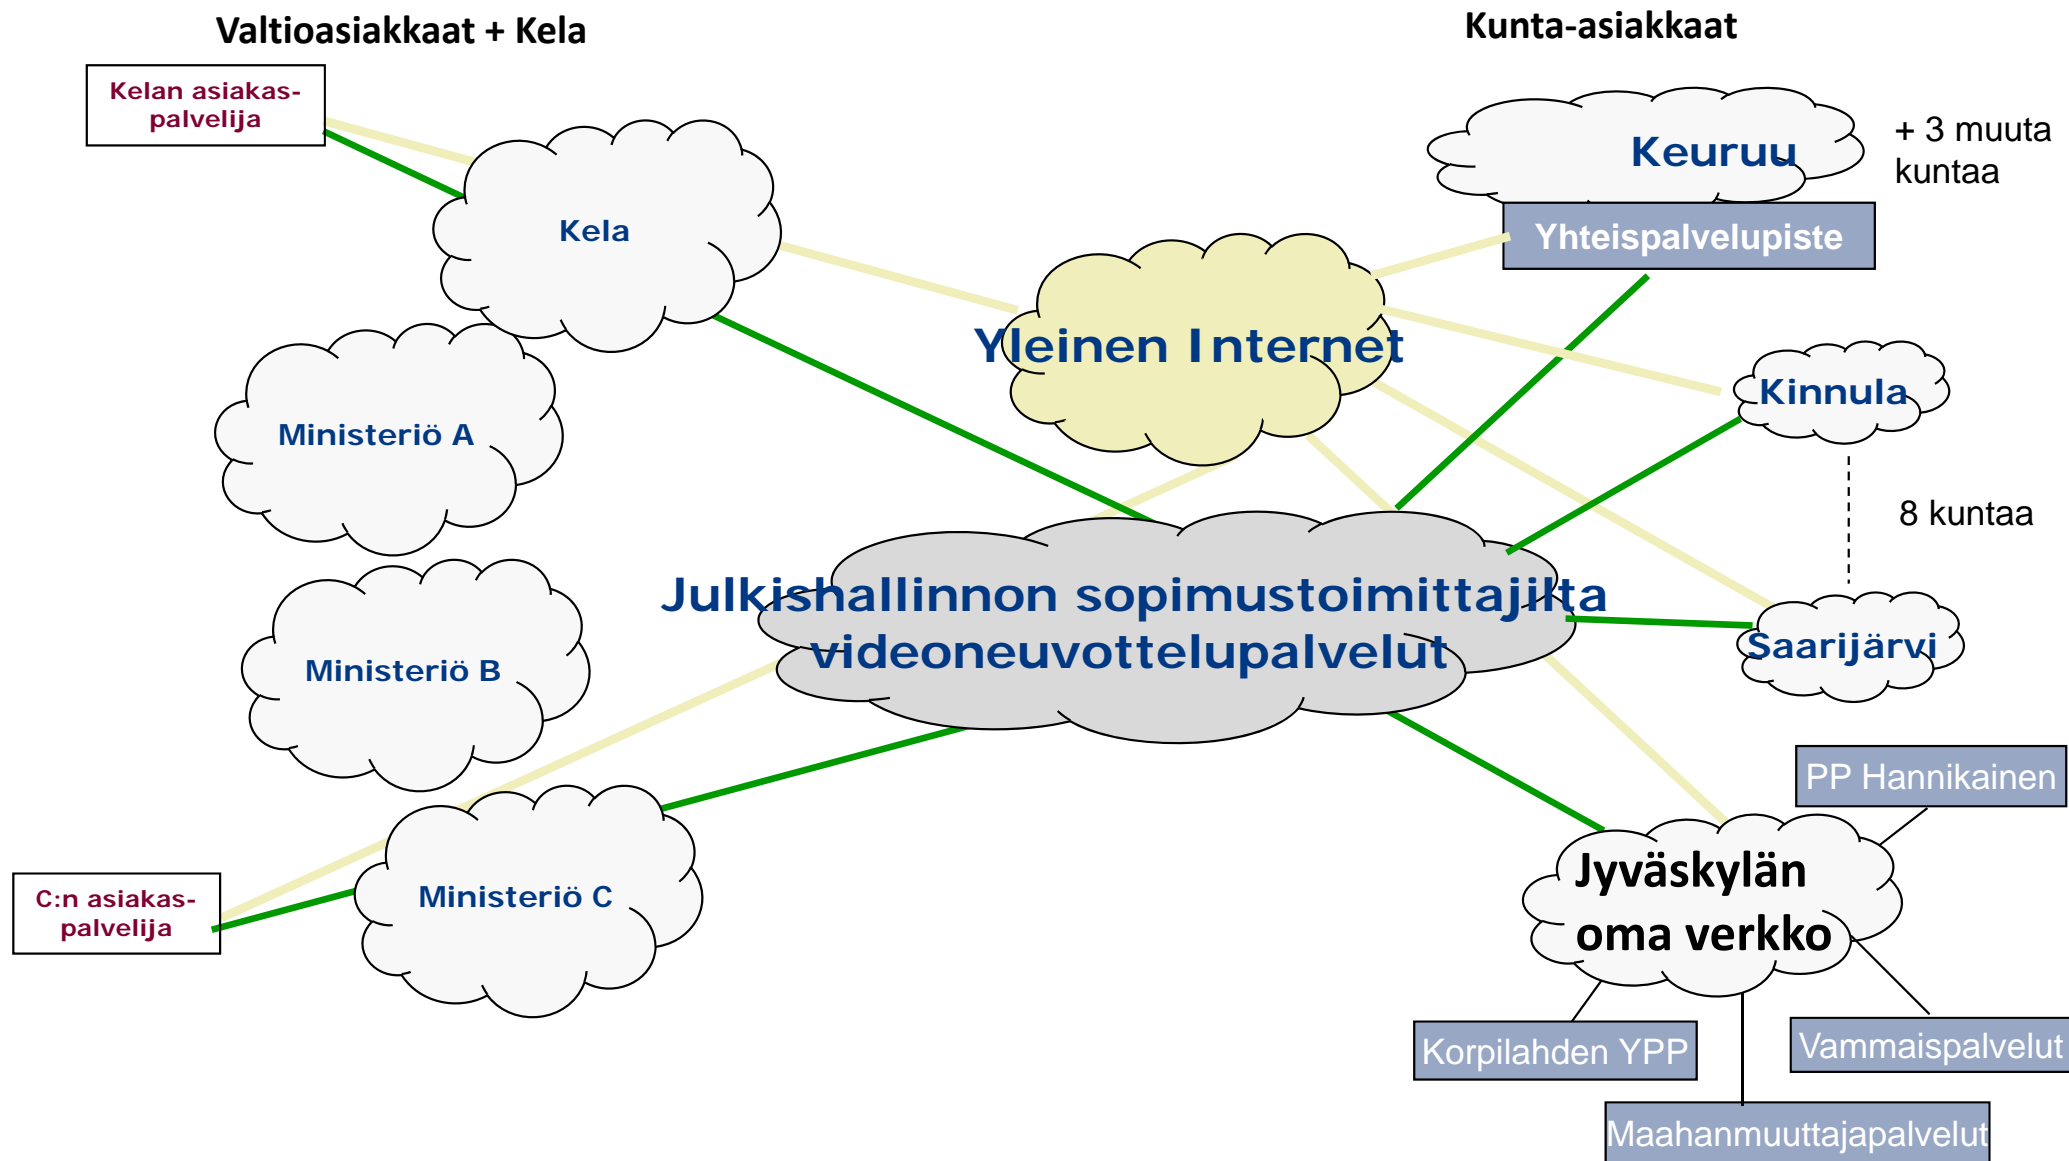 Valtioasiakkaat + Kela
Kunta-asiakkaat
Kelan asiakas-
palvelija
Kela
Keuruu
+ 3 muuta
kuntaa
Yhteispalvelupiste
Yleinen Internet
Kinnula
Ministeriö A
8 kuntaa
Julkishallinnon sopimustoimittajilta
videoneuvottelupalvelut
Saarijärvi
Ministeriö B
PP Hannikainen
Ministeriö C
C:n asiakas-
palvelija
Jyväskylän
oma verkko
Korpilahden YPP
Vammaispalvelut
Maahanmuuttajapalvelut